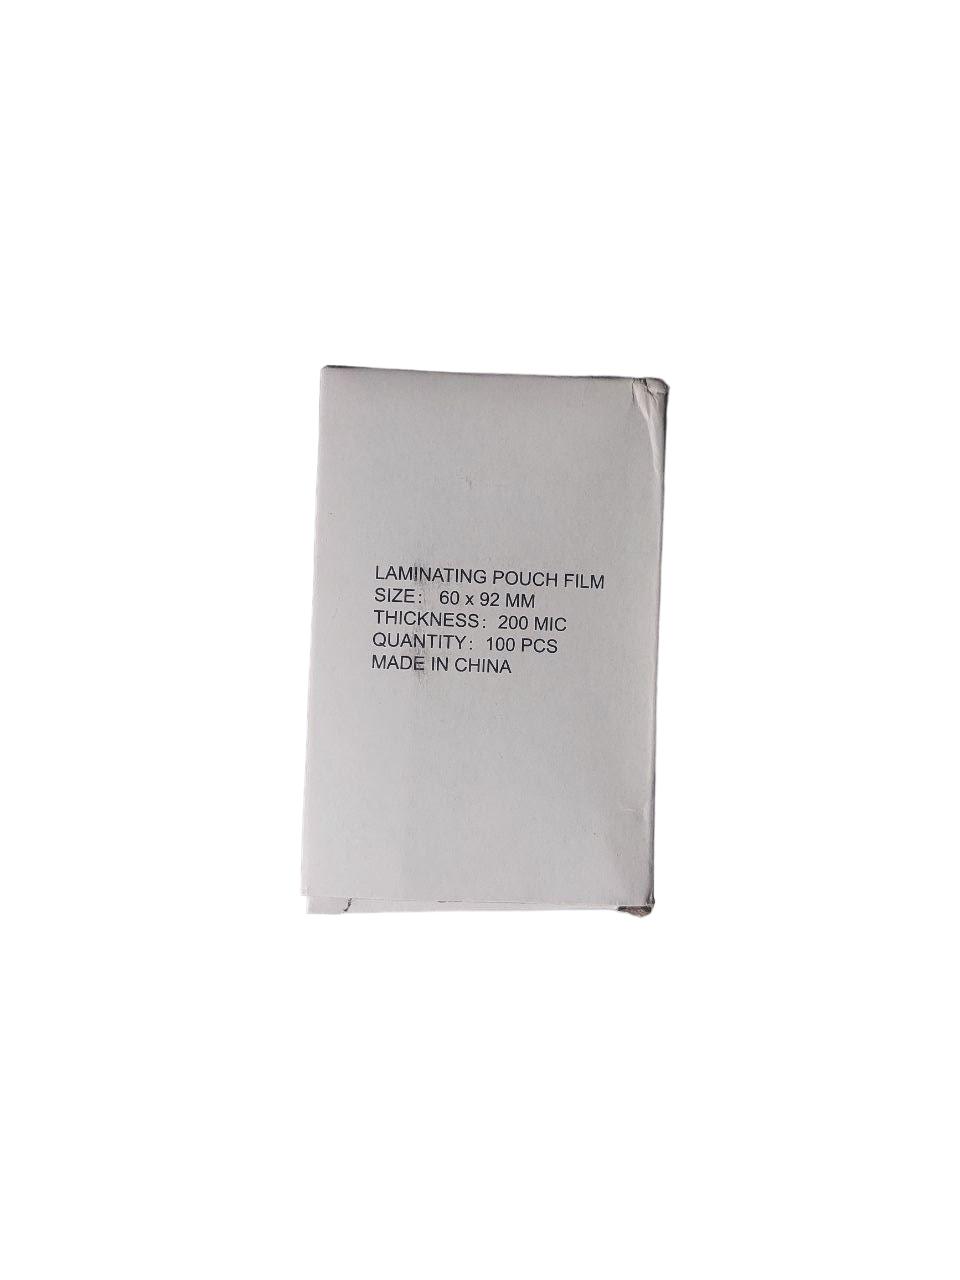 LAMINATING POUCH FILM
SIZE: 60 x 92 MM
THICKNESS: 200 MIC
QUANTITY: 100 PCS
MADE IN CHINA